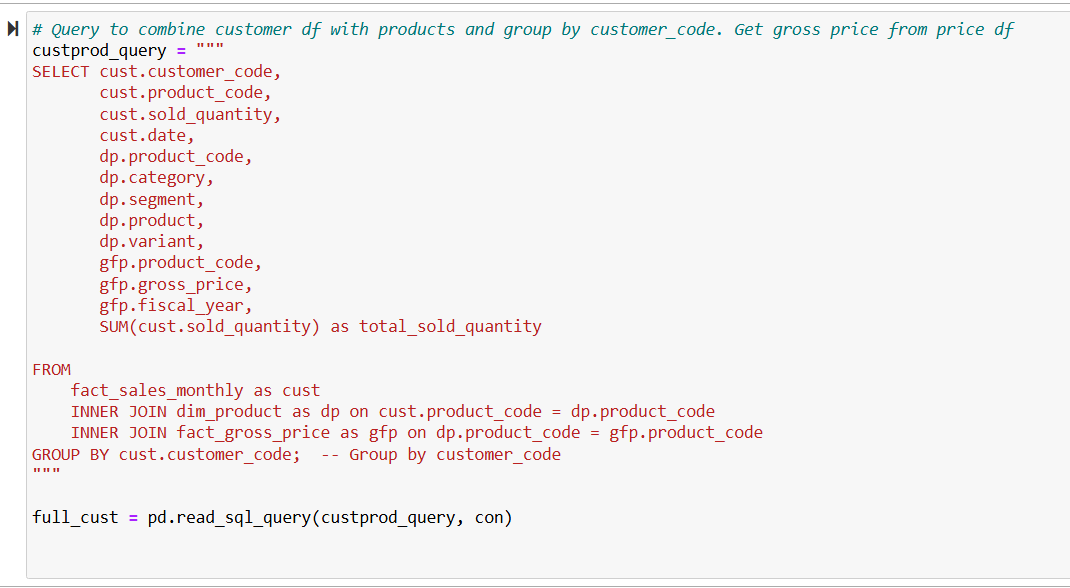 # Query to combine customer df with products and group by customer_code. Get gross price from price df
custprod_query = """
SELECT cust.customer_code,
       cust.product_code,
       cust.sold_quantity,
       cust.date,
       dp.product_code,
       dp.category,
       dp.segment,
       dp.product,
       dp.variant,
       gfp.product_code,
       gfp.gross_price,
       gfp.fiscal_year,
       SUM(cust.sold_quantity) as total_sold_quantity
FROM
    fact_sales_monthly as cust
    INNER JOIN dim_product as dp on cust.product_code = dp.product_code
    INNER JOIN fact_gross_price as gfp on dp.product_code = gfp.product_code
GROUP BY cust.customer_code;  -- Group by customer_code
"""
full_cust = pd.read_sql_query(custprod_query, con)